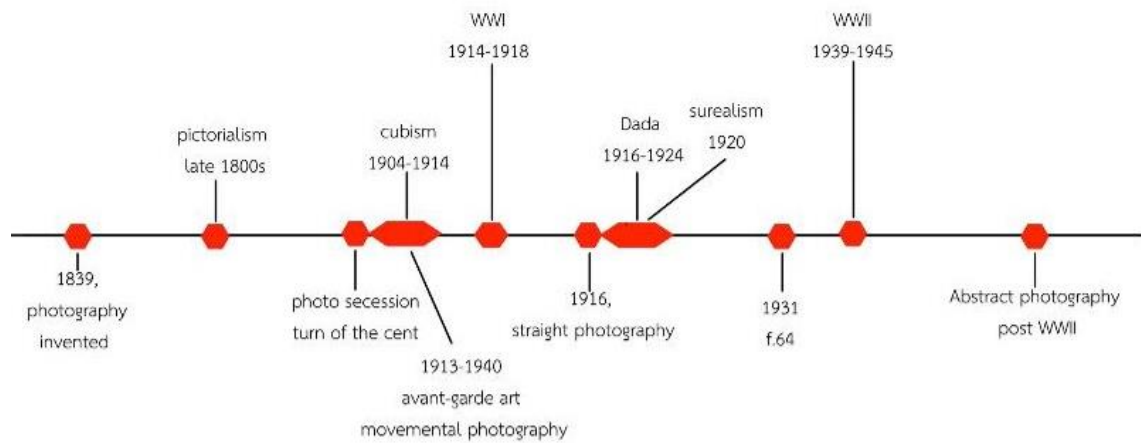 WWI
1914-1918
WWII
1939-1945
pictorialism
late 1800s
cubism
1904-1914
Dada
1916-1924
surealism
1920
1839,
photography
invented
photo secession
turn of the cent
1913-1940
avant-garde art
movemental photography
1916,
straight photography
1931
f.64
Abstract photography
post WWII